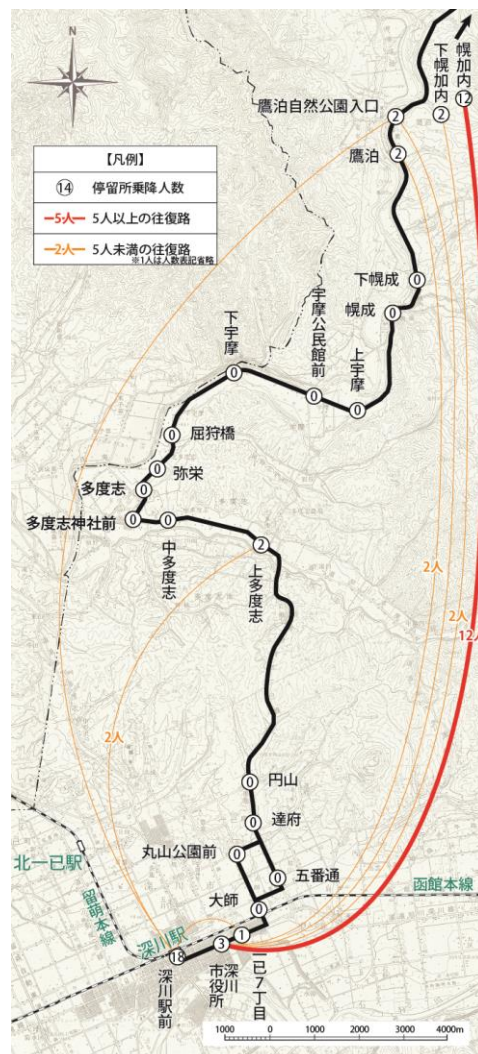 N
幌加内
下幌加内
12
2
鷹泊自然公園入口
2
鷹泊
2
【凡例】
14 停留所乗降人数
5人 5人以上の往復路
2人 5人未満の往復路
※1人は人数表記省略
下幌成
0
幌成
0
宇摩公民館前
0
上宇摩
0
下宇摩
0
屈狩橋
0
弥栄
0
多度志
0
多度志神社前
0
中多度志
0
上多度志
2
2人
2人
12人
2人
円山
0
達府
0
丸山公園前
0
五番通
0
北一已駅
留萌本線
函館本線
大師
0
深川駅
18
3
1
深川駅前
深川
市役所
一已7丁目
1000 0 1000 2000 3000 4000m